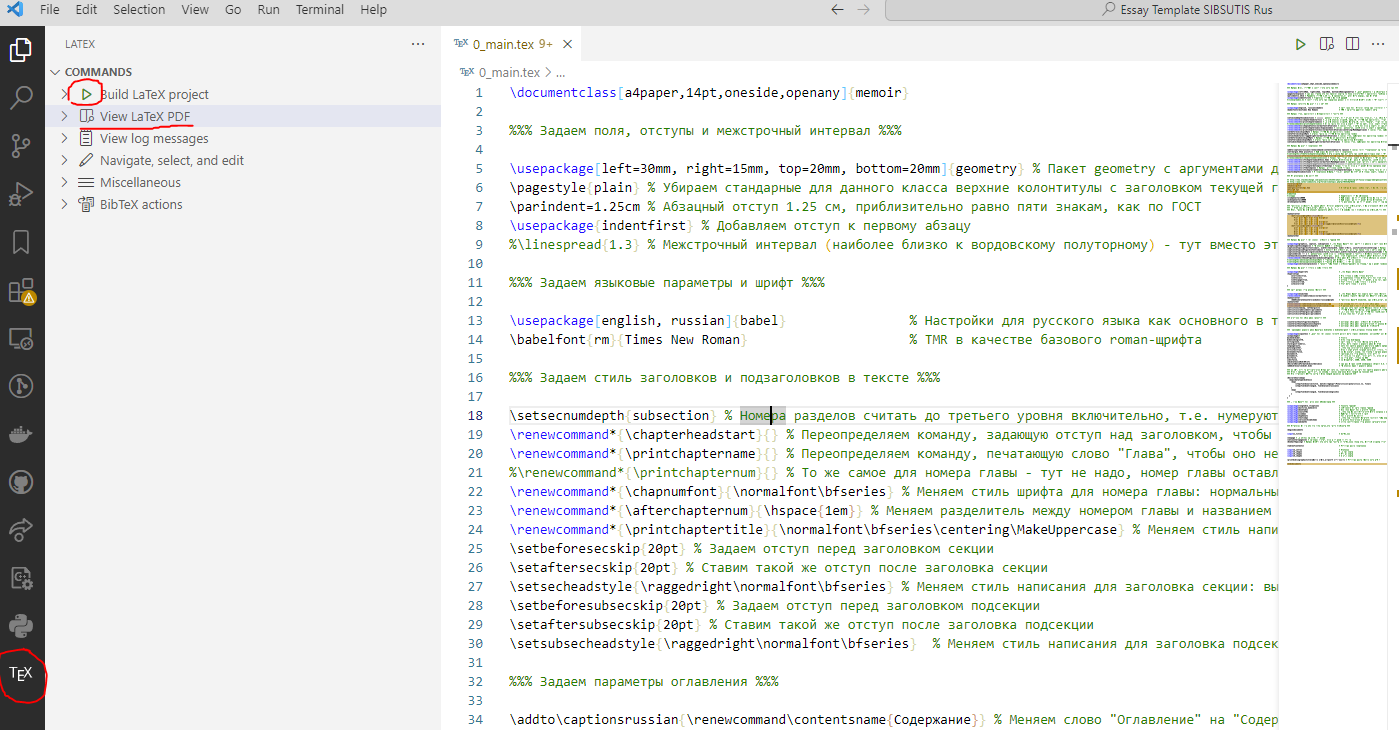 File Edit Selection View Go Run Terminal Help
Essay Template SIBSUTIS Rus
LATEX
COMMANDS
Build LaTeX project
View LaTeX PDF
View log messages
Navigate, select, and edit
Miscellaneous
BibTeX actions
TEX
TEX 0_main.tex 9+
TEX 0_main.tex > ...
1 \documentclass[a4paper,14pt,oneside,openany]{memoir}
2
3 %%% Задаем поля, отступы и межстрочный интервал %%%
4
5 \usepackage[left=30mm, right=15mm, top=20mm, bottom=20mm]{geometry} % Пакет geometry с аргументами д
6 \pagestyle{plain} % Убираем стандартные для данного класса верхние колонтитулы с заголовком текущей г
7 \parindent=1.25cm % Абзацный отступ 1.25 см, приблизительно равно пяти знакам, как по ГОСТ
8 \usepackage{indentfirst} % Добавляем отступ к первому абзацу
9 %\linespread{1.3} % Межстрочный интервал (наиболее близко к вордовскому полуторному) - тут вместо эт
10
11 %%% Задаем языковые параметры и шрифт %%%
12
13 \usepackage[english, russian]{babel} % Настройки для русского языка как основного в т
14 \babelfont{rm}{Times New Roman} % TMR в качестве базового roman-щрифта
15
16 %%% Задаем стиль заголовков и подзаголовков в тексте %%%
17
18 \setsecnumdepth{subsection} % Номера разделов считать до третьего уровня включительно, т.е. нумеруют
19 \renewcommand*{\chapterheadstart}{} % Переопределяем команду, задающую отступ над заголовком, чтобы
20 \renewcommand*{\printchaptername}{} % Переопределяем команду, печатающую слово "Глава", чтобы оно не
21 %\renewcommand*{\printchapternum}{} % То же самое для номера главы - тут не надо, номер главы оставл
22 \renewcommand*{\chapnumfont}{\normalfont\bfseries} % Меняем стиль шрифта для номера главы: нормальны
23 \renewcommand*{\afterchapternum}{\hspace{1em}} % Меняем разделитель между номером главы и названием
24 \renewcommand*{\printchaptertitle}{\normalfont\bfseries\centering\MakeUppercase} % Меняем стиль напи
25 \setbeforesecskip{20pt} % Задаем отступ перед заголовком секции
26 \setaftersecskip{20pt} % Ставим такой же отступ после заголовка секции
27 \setsecheadstyle{\raggedright\normalfont\bfseries} % Меняем стиль написания для заголовка секции: вы
28 \setbeforesubsecskip{20pt} % Задаем отступ перед заголовком подсекции
29 \setaftersubsecskip{20pt} % Ставим такой же отступ после заголовка подсекции
30 \setsubsecheadstyle{\raggedright\normalfont\bfseries} % Меняем стиль написания для заголовка подсек
31
32 %%% Задаем параметры оглавления %%%
33
34 \addto\captionsrussian{\renewcommand\contentsname{Содержание}} % Меняем слово "Оглавление" на "Содер